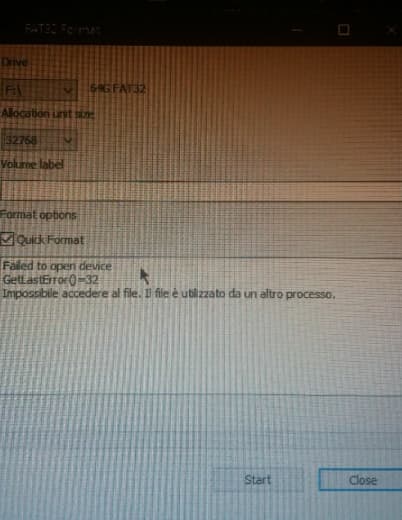 FAT32 Format
Drive
F:\ 64G FAT32
Allocation unit size
32768
Volume label
Format options
Quick Format
Failed to open device
GetLastError()=32
Impossibile accedere al file. Il file è utilizzato da un altro processo.
Start Close